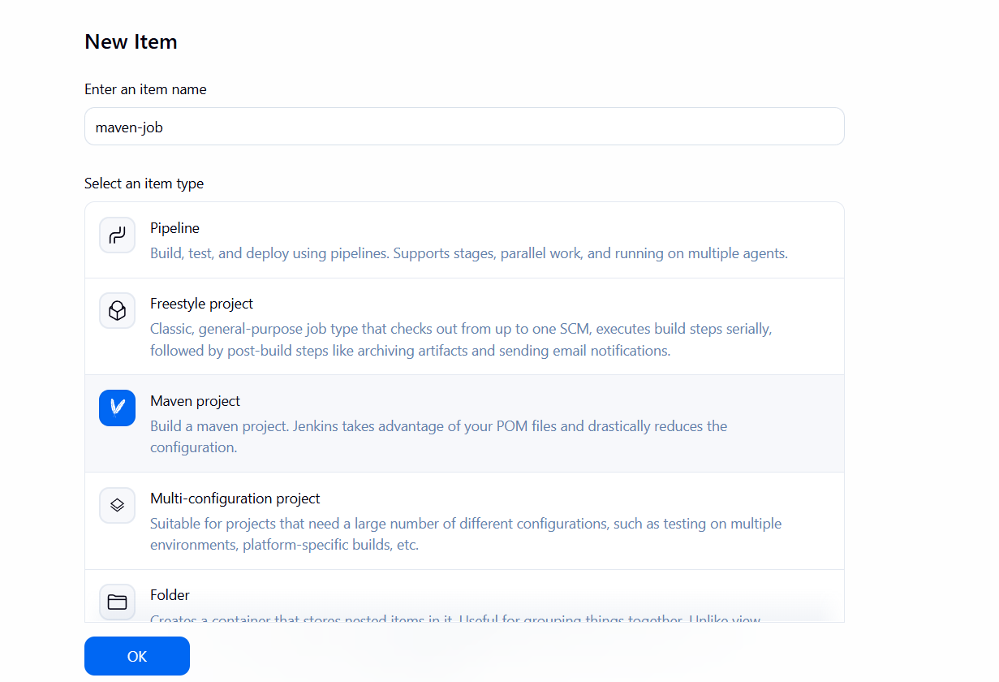 New Item
Enter an item name
maven-job
Select an item type
Pipeline
Build, test, and deploy using pipelines. Supports stages, parallel work, and running on multiple agents.
Freestyle project
Classic, general-purpose job type that checks out from up to one SCM, executes build steps serially,
followed by post-build steps like archiving artifacts and sending email notifications.
Maven project
Build a maven project. Jenkins takes advantage of your POM files and drastically reduces the
configuration.
Multi-configuration project
Suitable for projects that need a large number of different configurations, such as testing on multiple
environments, platform-specific builds, etc.
Folder
Creates a container that stores nested items in it. Useful for grouping things together. Unlike view,
OK